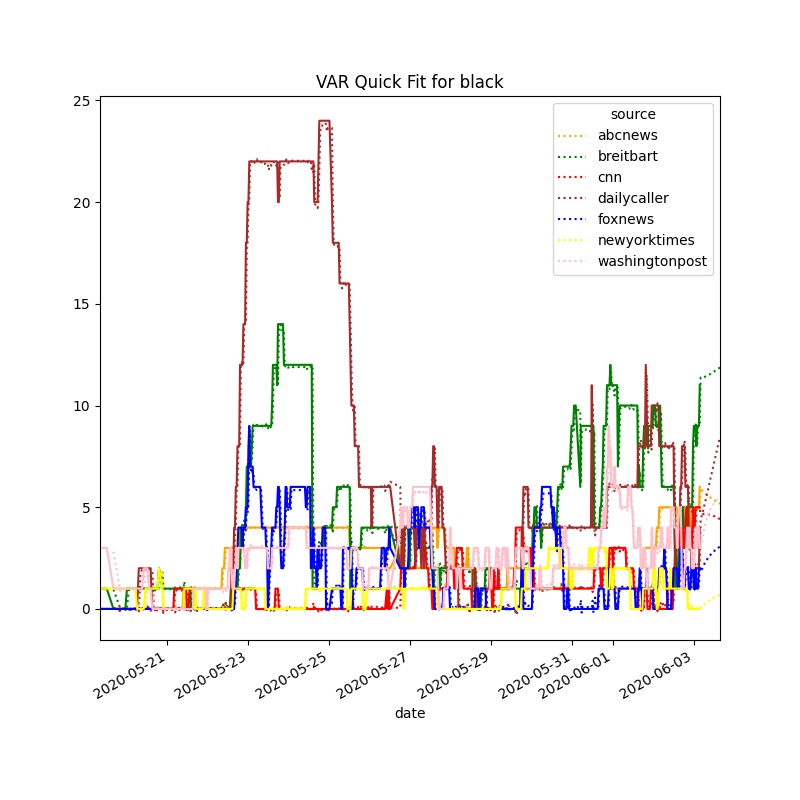 VAR Quick Fit for black
25
20
15
10
5
0
source
abcnews
breitbart
cnn
dailycaller
foxnews
newyorktimes
washingtonpost
2020-05-21
2020-05-23
2020-05-25
2020-05-27
2020-05-29
2020-05-31
2020-06-01
2020-06-03
date